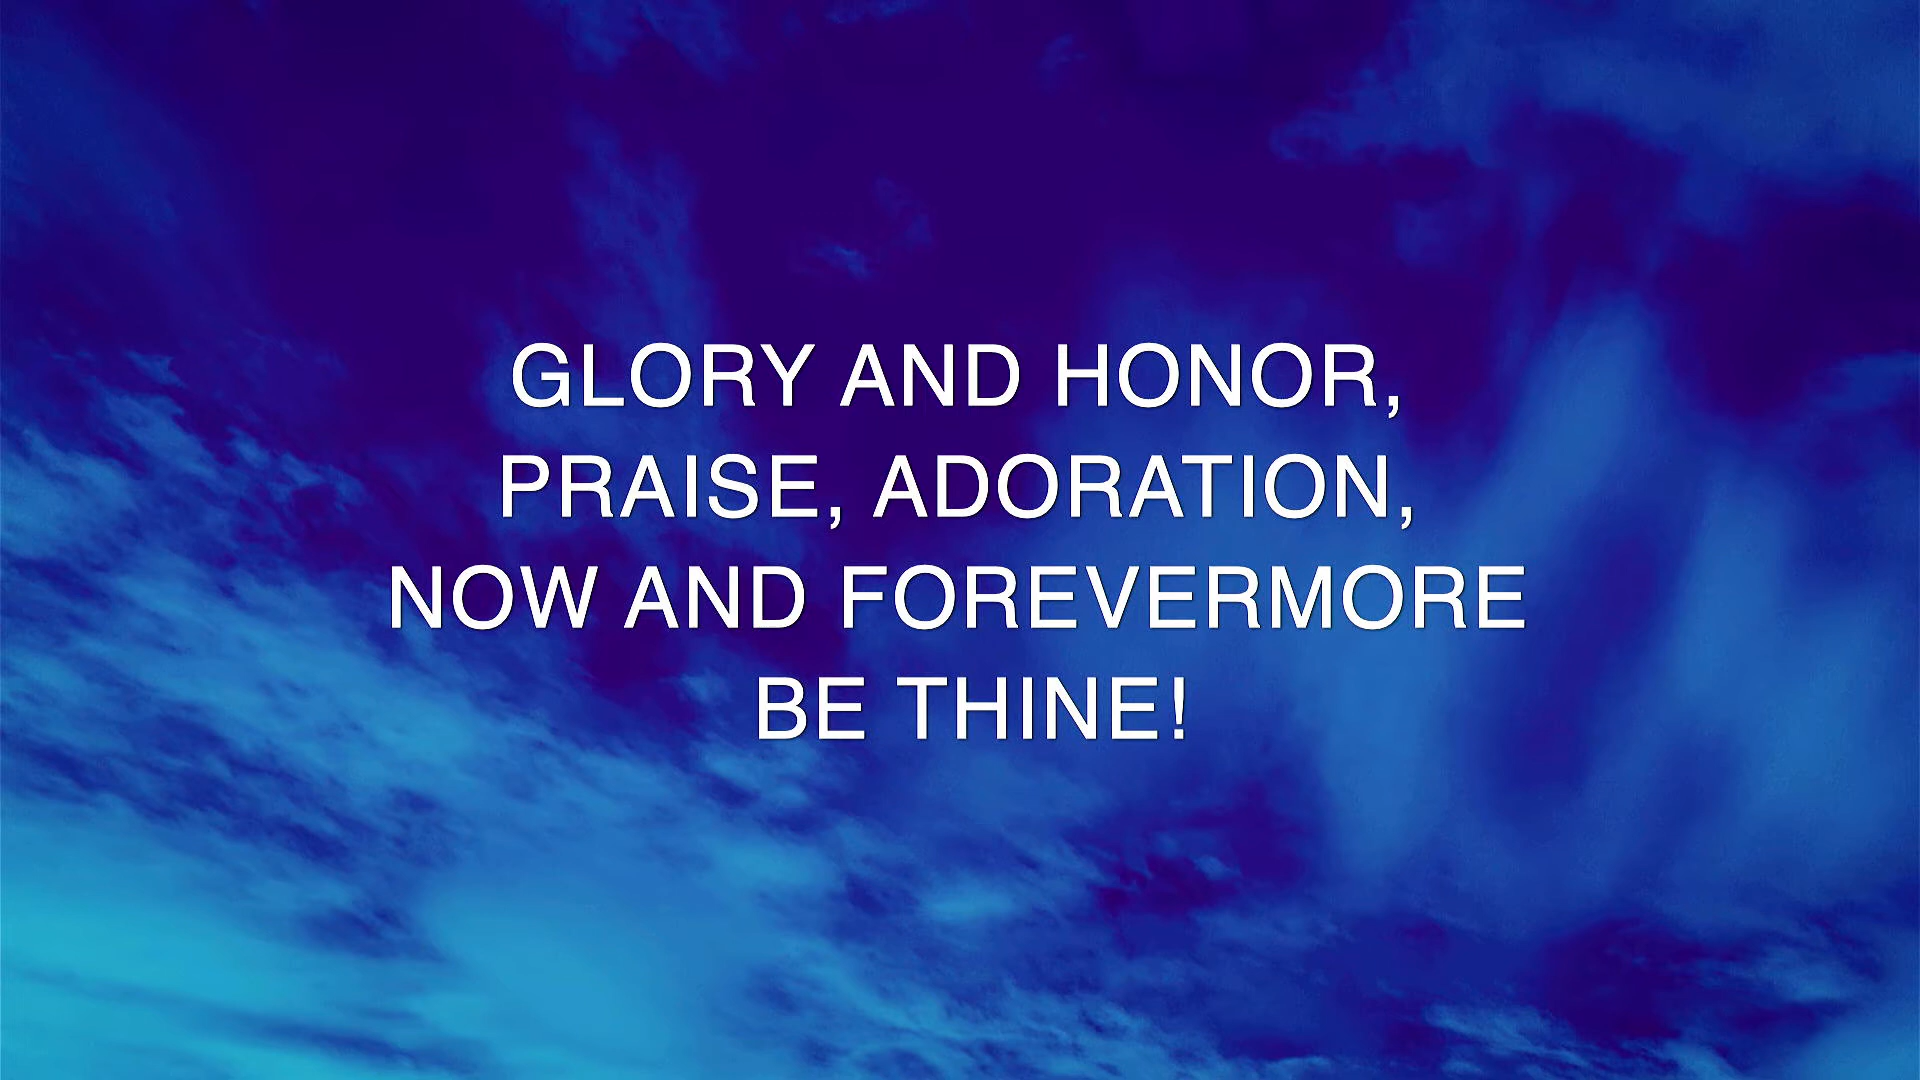 GLORY AND HONOR,
PRAISE, ADORATION,
NOW AND FOREVERMORE
BE THINE!